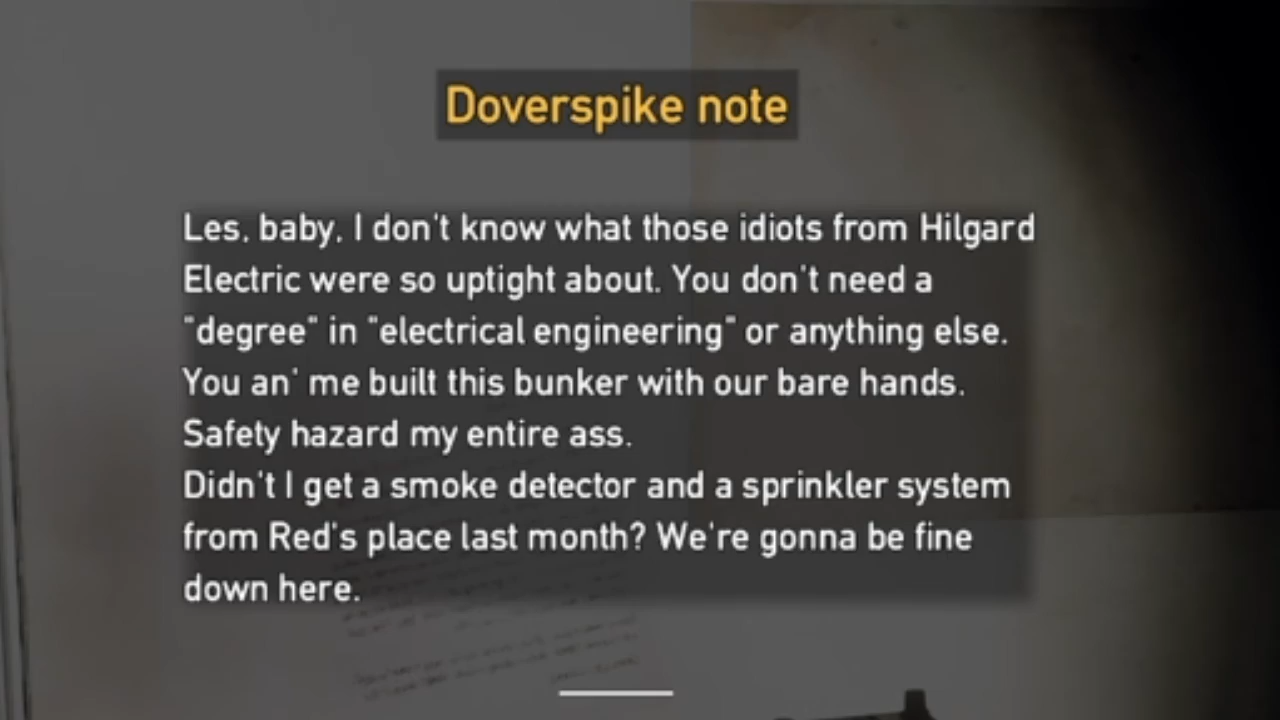 Doverspike note
Les, baby, I don't know what those idiots from Hilgard
Electric were so uptight about. You don't need a
"degree" in "electrical engineering" or anything else.
You an' me built this bunker with our bare hands.
Safety hazard my entire ass.
Didn't I get a smoke detector and a sprinkler system
from Red's place last month? We're gonna be fine
down here.